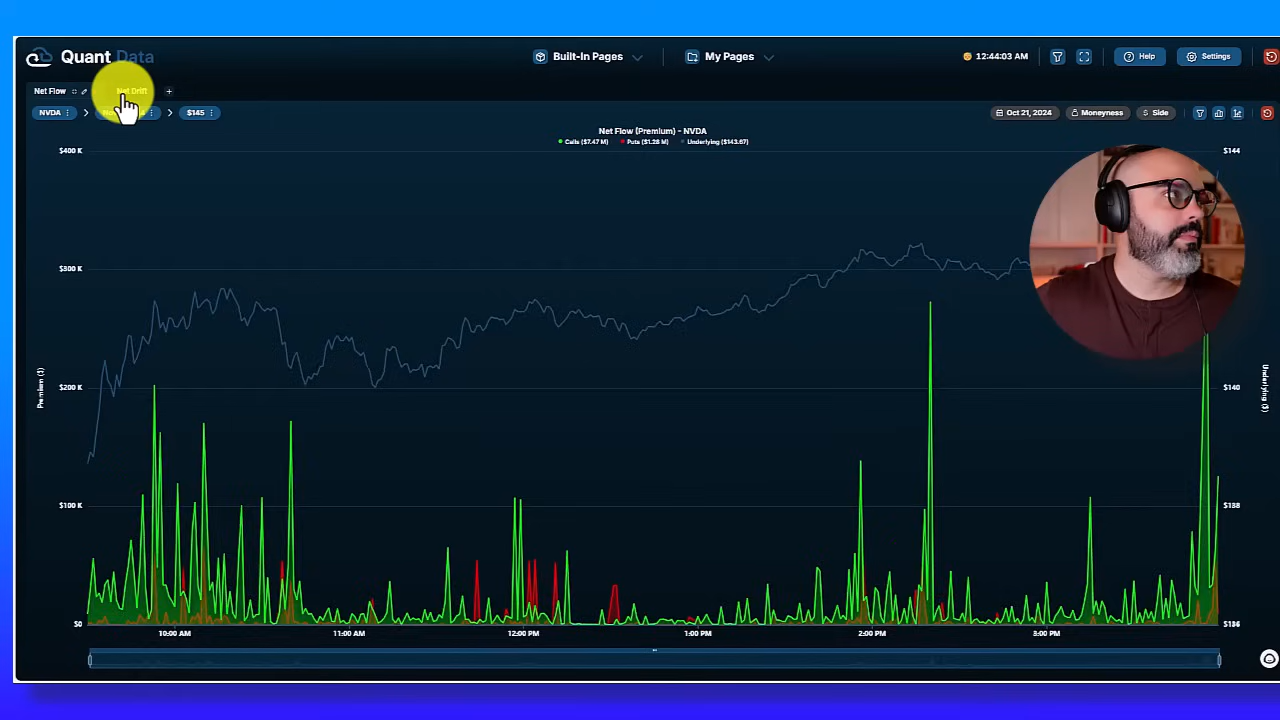 Quant Data
Built-In Pages
My Pages
12:44:03 AM
Help
Settings
Net Flow
Net Drift
+
NVDA
$145
Oct 21, 2024
Moneyness
Side
Net Flow (Premium) - NVDA
Calls ($7.47 M)
Puts ($1.28 M)
Underlying ($143.67)
$400 K
$144
$300 K
$200 K
$140
Premium ($)
Underlying ($)
$100 K
$138
$0
$136
10:00 AM
11:00 AM
12:00 PM
1:00 PM
2:00 PM
3:00 PM